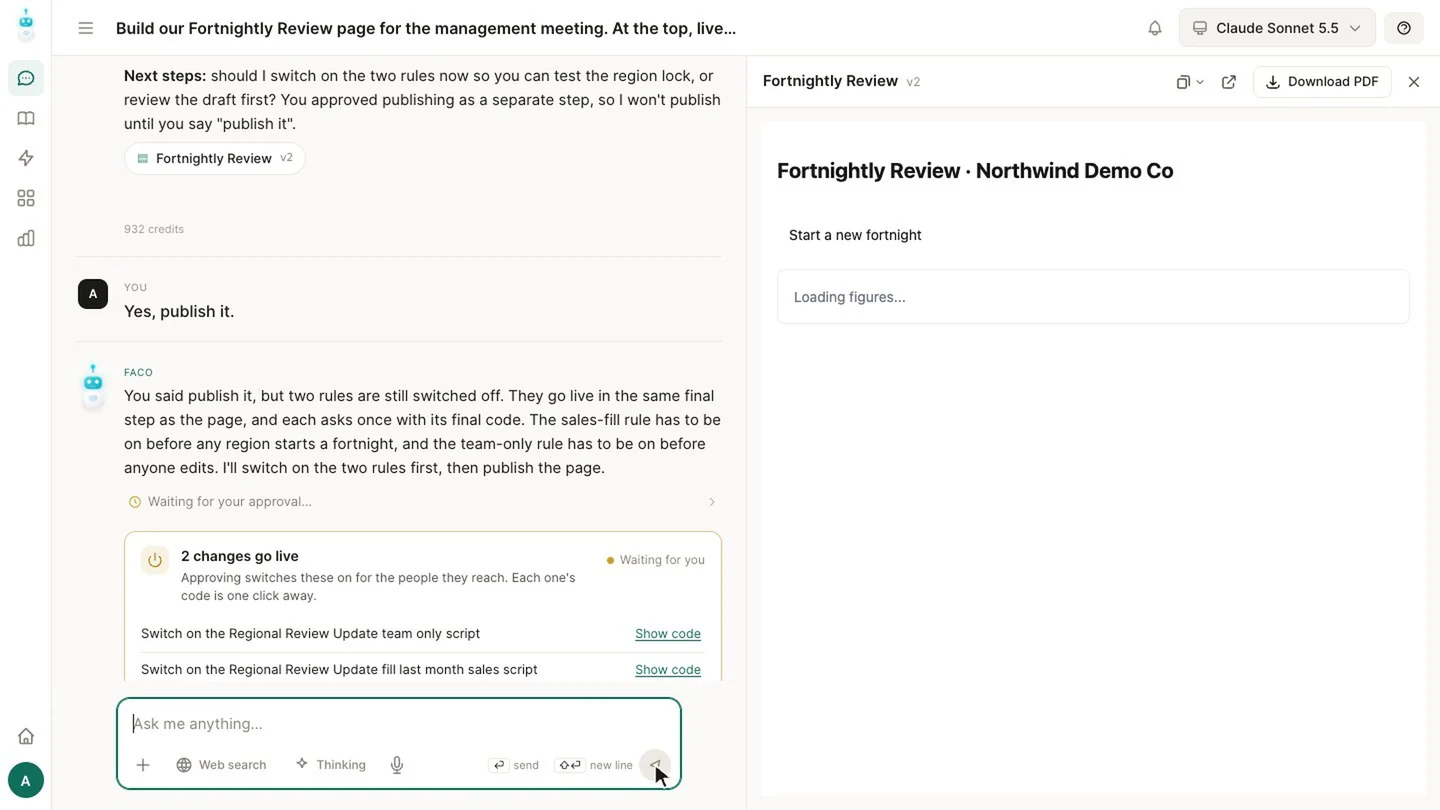 Build our Fortnightly Review page for the management meeting. At the top, live…
Claude Sonnet 5.5
Next steps: should I switch on the two rules now so you can test the region lock, or
review the draft first? You approved publishing as a separate step, so I won't publish
until you say "publish it".
Fortnightly Review v2
932 credits
A
YOU
Yes, publish it.
FACO
You said publish it, but two rules are still switched off. They go live in the same final
step as the page, and each asks once with its final code. The sales-fill rule has to be
on before any region starts a fortnight, and the team-only rule has to be on before
anyone edits. I'll switch on the two rules first, then publish the page.
Waiting for your approval...
2 changes go live
Waiting for you
Approving switches these on for the people they reach. Each one's
code is one click away.
Switch on the Regional Review Update team only script Show code
Switch on the Regional Review Update fill last month sales script Show code
Ask me anything...
Web search Thinking send new line
A
Fortnightly Review v2
Download PDF
Fortnightly Review · Northwind Demo Co
Start a new fortnight
Loading figures...